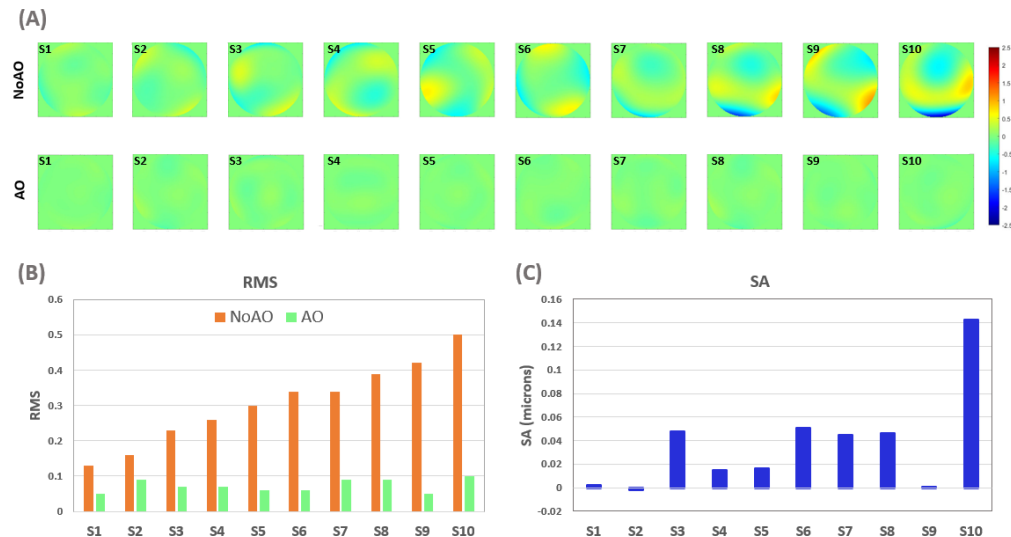 (A)
S1 S2 S3 S4 S5 S6 S7 S8 S9 S10
NoAO
2.5
2
1.5
1
0.5
0
-0.5
-1
-1.5
-2
-2.5
S1 S2 S3 S4 S5 S6 S7 S8 S9 S10
AO
(B)
RMS
NoAO AO
0.6
0.5
0.4
0.3
0.2
0.1
0
RMS
S1 S2 S3 S4 S5 S6 S7 S8 S9 S10
(C)
SA
0.16
0.14
0.12
0.1
0.08
0.06
0.04
0.02
0
-0.02
SA (microns)
S1 S2 S3 S4 S5 S6 S7 S8 S9 S10